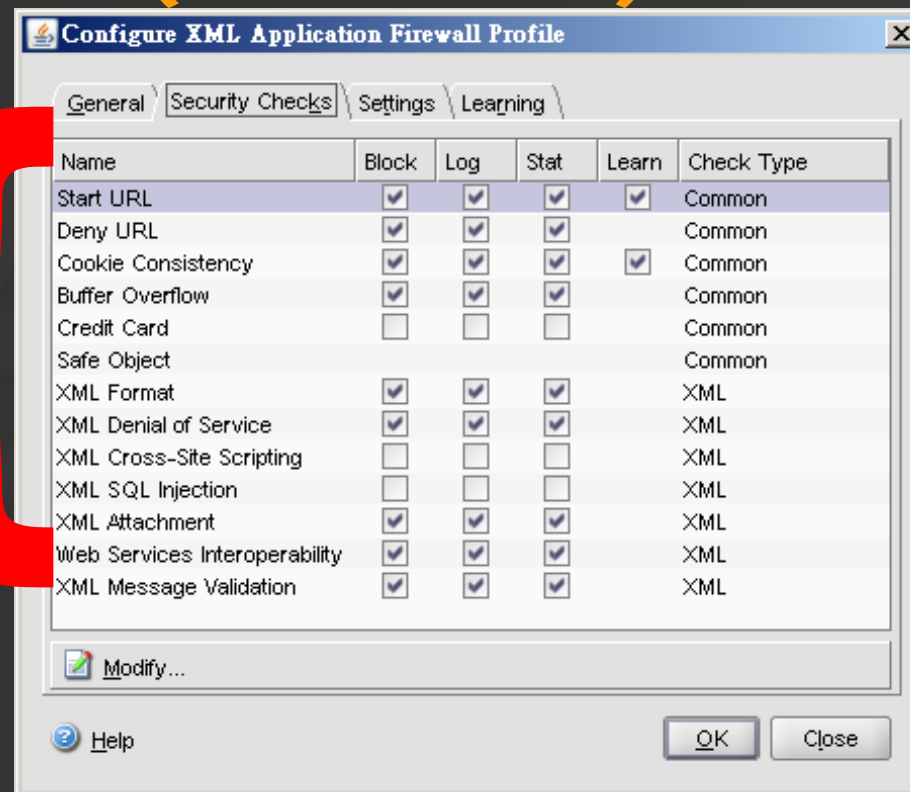 Configure XML Application Firewall Profile
General Security Checks Settings Learning
Name Block Log Stat Learn Check Type
Start URL Common
Deny URL Common
Cookie Consistency Common
Buffer Overflow Common
Credit Card Common
Safe Object Common
XML Format XML
XML Denial of Service XML
XML Cross-Site Scripting XML
XML SQL Injection XML
XML Attachment XML
Web Services Interoperability XML
XML Message Validation XML
Modify...
Help OK Close